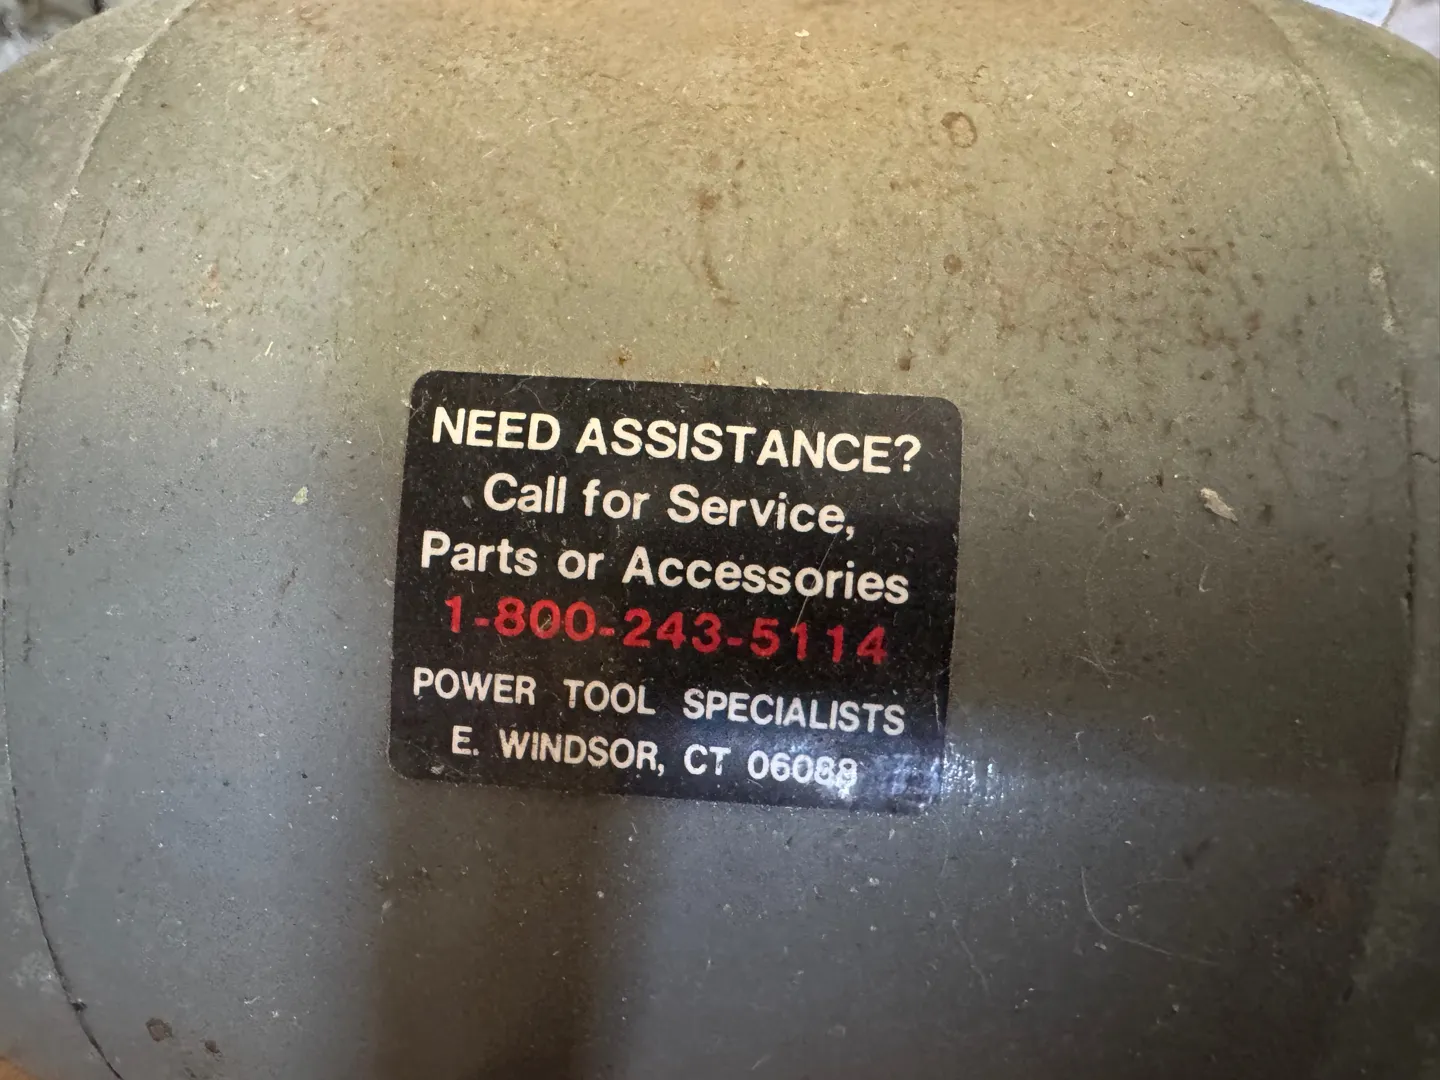 NEED ASSISTANCE?
Call for Service,
Parts or Accessories
1-800-243-5114
POWER TOOL SPECIALISTS
E. WINDSOR, CT 06088